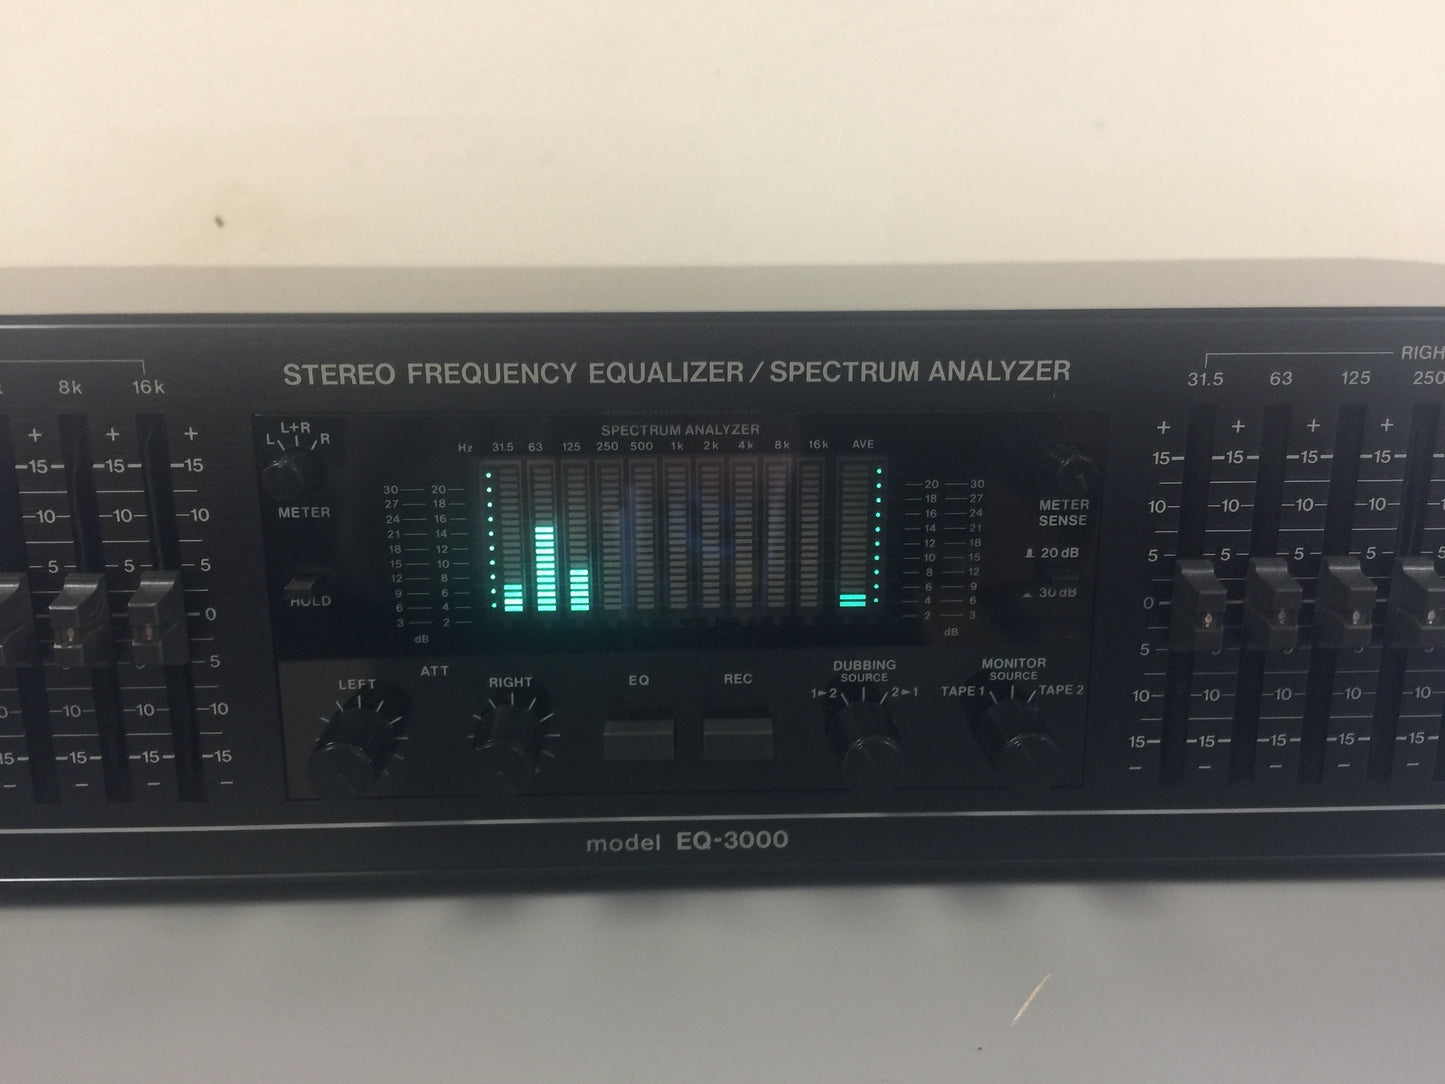 8k 16k
STEREO FREQUENCY EQUALIZER/SPECTRUM ANALYZER
31.5 63 125 250
+ + +
-15 -15 -15
-10 -10
5 5
0
5
-10 -10
-15 -15
- - - -
L L+R R
METER
HOLD
SPECTRUM ANALYZER
Hz 31.5 63 125 250 500 1k 2k 4k 8k 16k AVE
30 20
27 18
24 16
21 14
18 12
15 10
12 8
9 6
6 4
3 2
dB
20 30
18 27
16 24
14 21
12 18
10 15
8 12
6 9
4 6
2 3
dB
METER
SENSE
20 dB
30 dB
ATT
LEFT RIGHT
EQ REC
DUBBING
SOURCE
1►2 2►1
MONITOR
SOURCE
TAPE 1 TAPE 2
+ + + +
15 -15 -15 -15
10 -10 -10 -10
5 5 5 5
0
5 5 5 5
10 -10 -10 -10
15 -15 -15 -15
- - - -
model EQ-3000